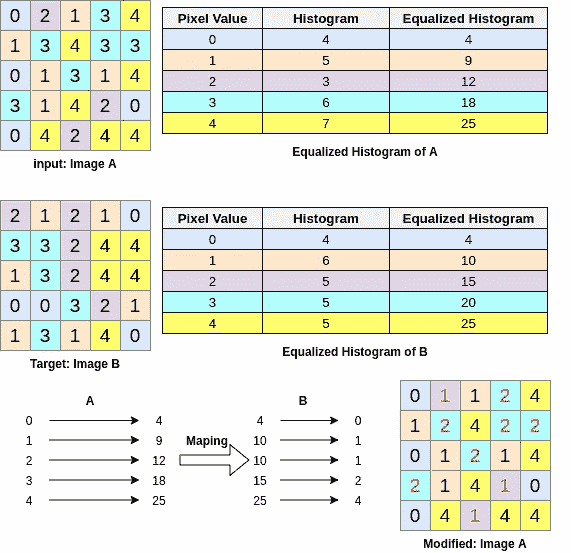 0 2 1 3 4
1 3 4 3 3
0 1 3 1 4
3 1 4 2 0
0 4 2 4 4
input: Image A
Pixel Value Histogram Equalized Histogram
0 4 4
1 5 9
2 3 12
3 6 18
4 7 25
Equalized Histogram of A
2 1 2 1 0
3 3 2 4 4
1 3 2 4 4
0 0 3 2 1
1 3 1 4 0
Target: Image B
Pixel Value Histogram Equalized Histogram
0 4 4
1 6 10
2 5 15
3 5 20
4 5 25
Equalized Histogram of B
A
0 4
1 9
2 12
3 18
4 25
Maping
B
4 0
10 1
10 1
15 2
25 4
0 1 1 2 4
1 2 4 2 2
0 1 2 1 4
2 1 4 1 0
0 4 1 4 4
Modified: Image A